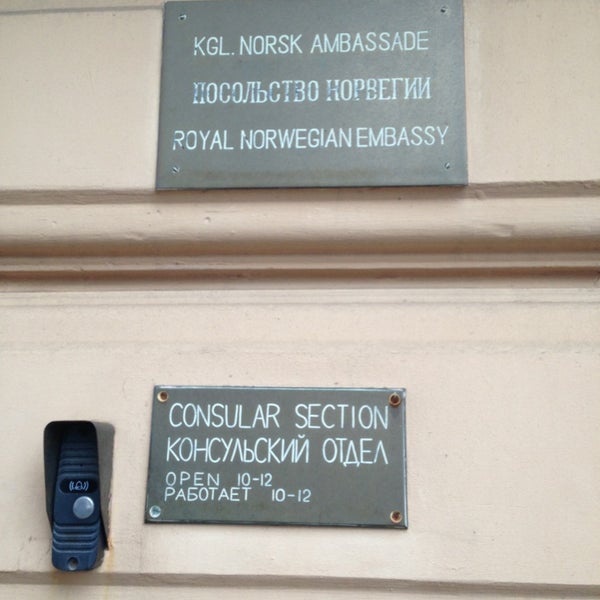 KGL. NORSK AMBASSADE
ПОСОЛЬСТВО НОРВЕГИИ
ROYAL NORWEGIAN EMBASSY
CONSULAR SECTION
КОНСУЛЬСКИЙ ОТДЕЛ
OPEN 10-12
РАБОТАЕТ 10-12